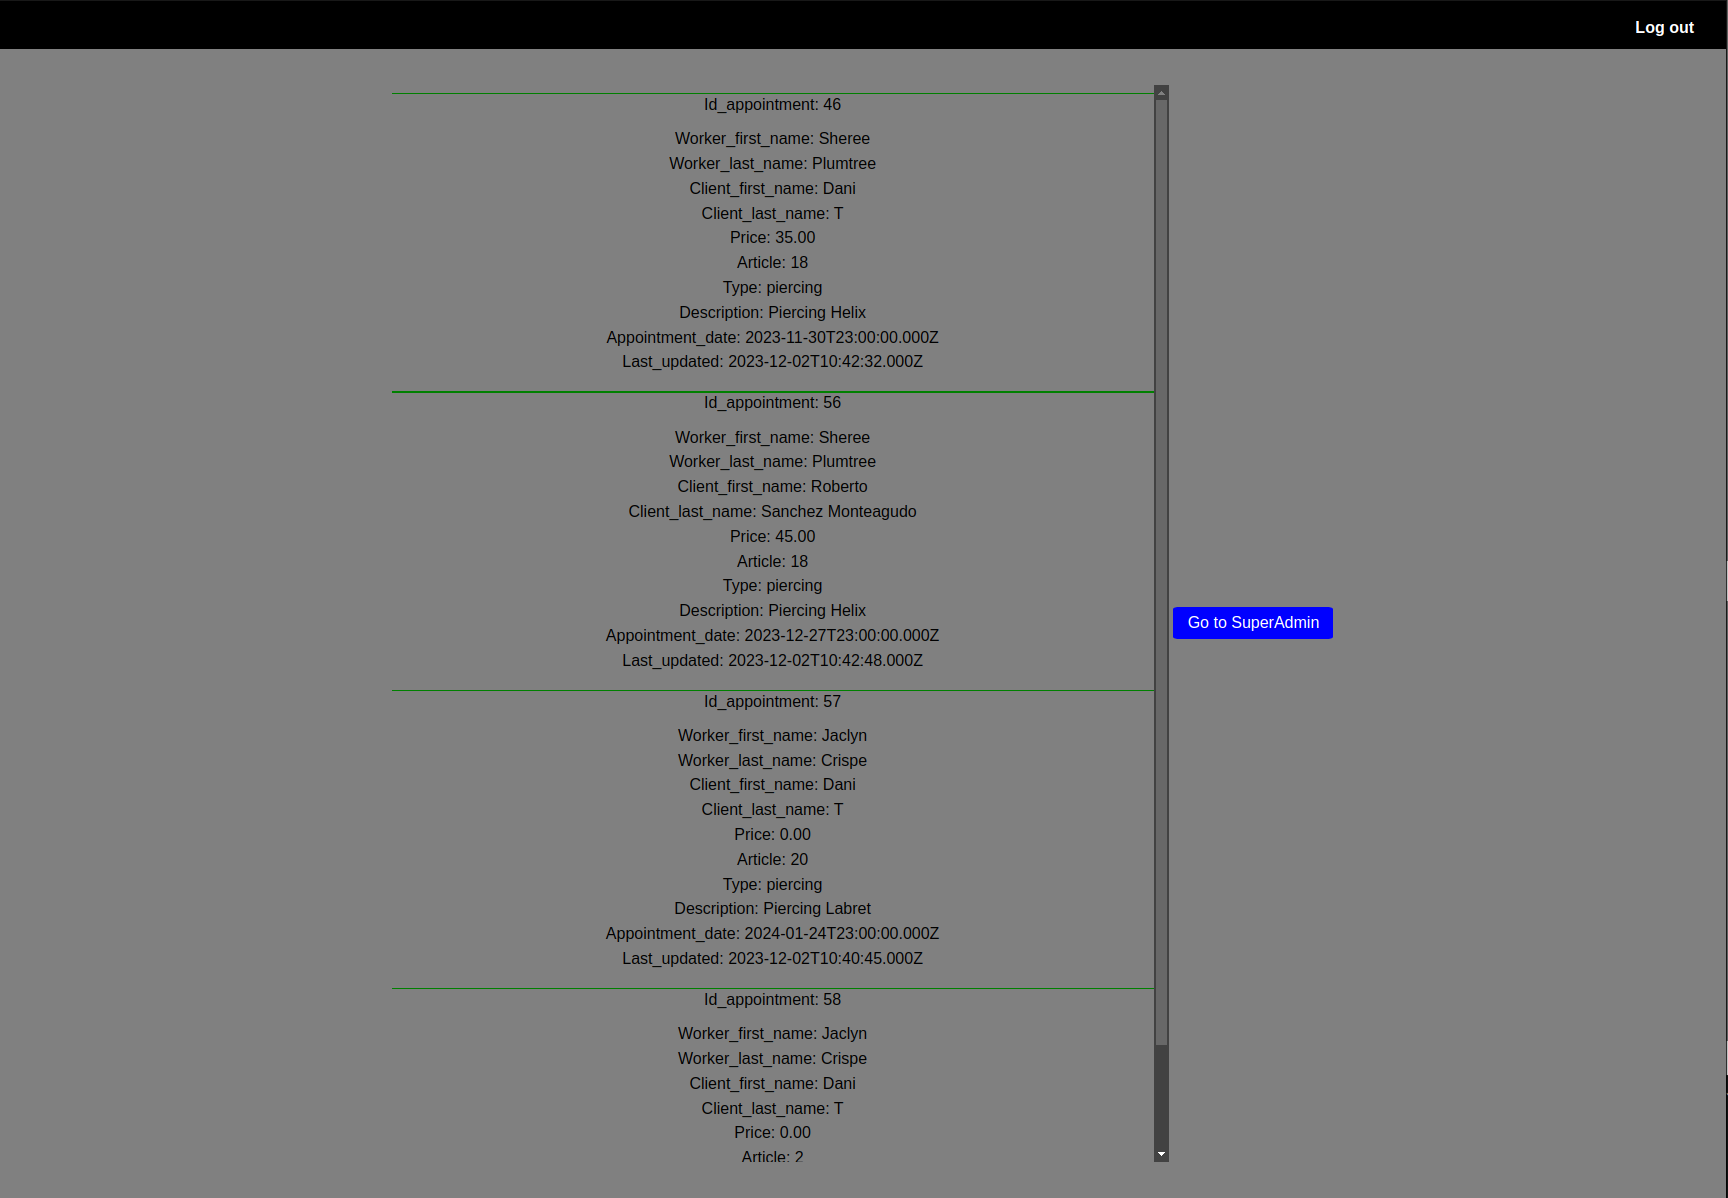 Log out
Id_appointment: 46
Worker_first_name: Sheree
Worker_last_name: Plumtree
Client_first_name: Dani
Client_last_name: T
Price: 35.00
Article: 18
Type: piercing
Description: Piercing Helix
Appointment_date: 2023-11-30T23:00:00.000Z
Last_updated: 2023-12-02T10:42:32.000Z
Id_appointment: 56
Worker_first_name: Sheree
Worker_last_name: Plumtree
Client_first_name: Roberto
Client_last_name: Sanchez Monteagudo
Price: 45.00
Article: 18
Type: piercing
Description: Piercing Helix
Go to SuperAdmin
Appointment_date: 2023-12-27T23:00:00.000Z
Last_updated: 2023-12-02T10:42:48.000Z
Id_appointment: 57
Worker_first_name: Jaclyn
Worker_last_name: Crispe
Client_first_name: Dani
Client_last_name: T
Price: 0.00
Article: 20
Type: piercing
Description: Piercing Labret
Appointment_date: 2024-01-24T23:00:00.000Z
Last_updated: 2023-12-02T10:40:45.000Z
Id_appointment: 58
Worker_first_name: Jaclyn
Worker_last_name: Crispe
Client_first_name: Dani
Client_last_name: T
Price: 0.00
Article: 2